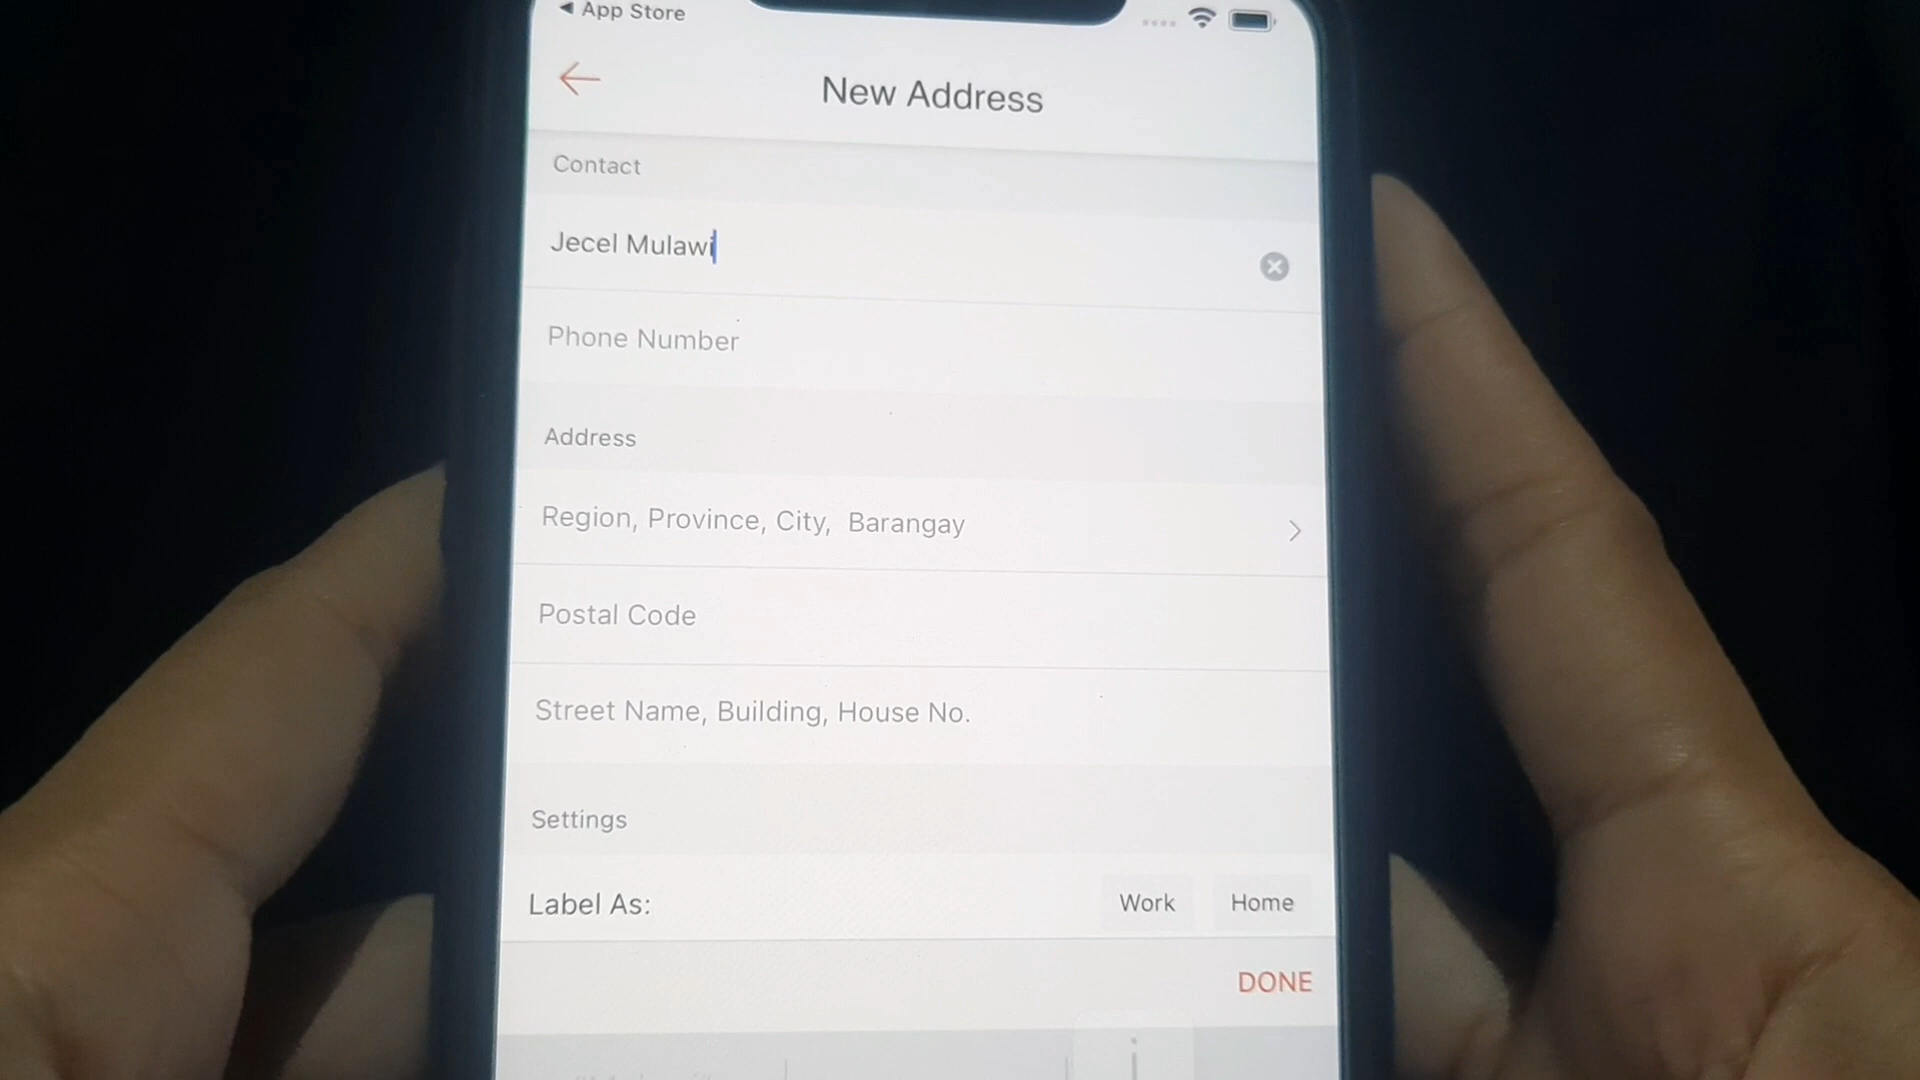 ◀ App Store
New Address
Contact
Jecel Mulawi
Phone Number
Address
Region, Province, City, Barangay
Postal Code
Street Name, Building, House No.
Settings
Label As:
Work
Home
DONE
i